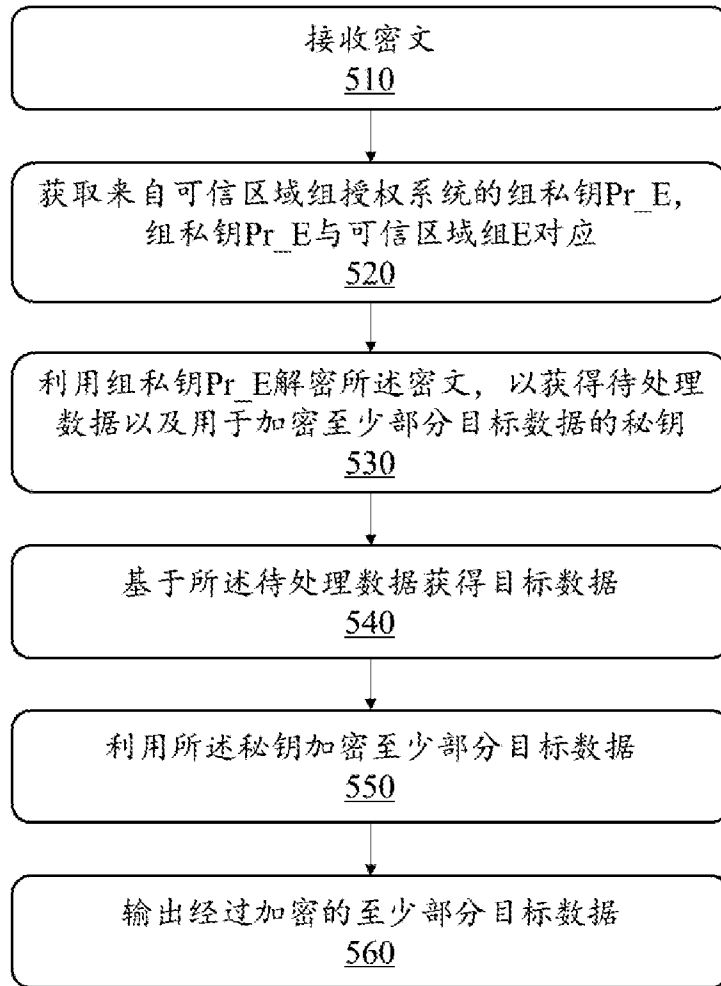 接收密文
510
获取来自可信区域组授权系统的组私钥Pr_E，
组私钥Pr_E与可信区域组E对应
520
利用组私钥Pr_E解密所述密文，以获得待处理
数据以及用于加密至少部分目标数据的秘钥
530
基于所述待处理数据获得目标数据
540
利用所述秘钥加密至少部分目标数据
550
输出经过加密的至少部分目标数据
560